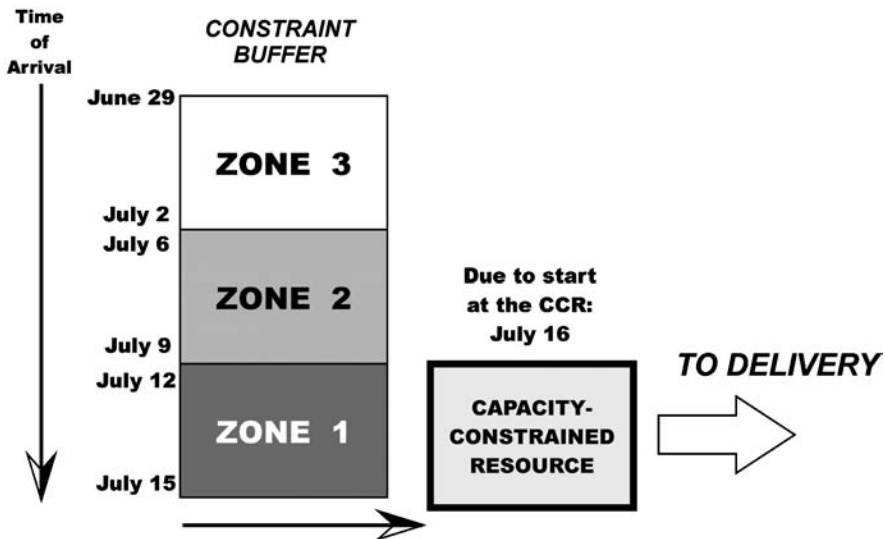 Time
of
Arrival
CONSTRAINT
BUFFER
June 29
ZONE 3
July 2
July 6
ZONE 2
July 9
July 12
ZONE 1
July 15
Due to start
at the CCR:
July 16
CAPACITY-
CONSTRAINED
RESOURCE
TO DELIVERY